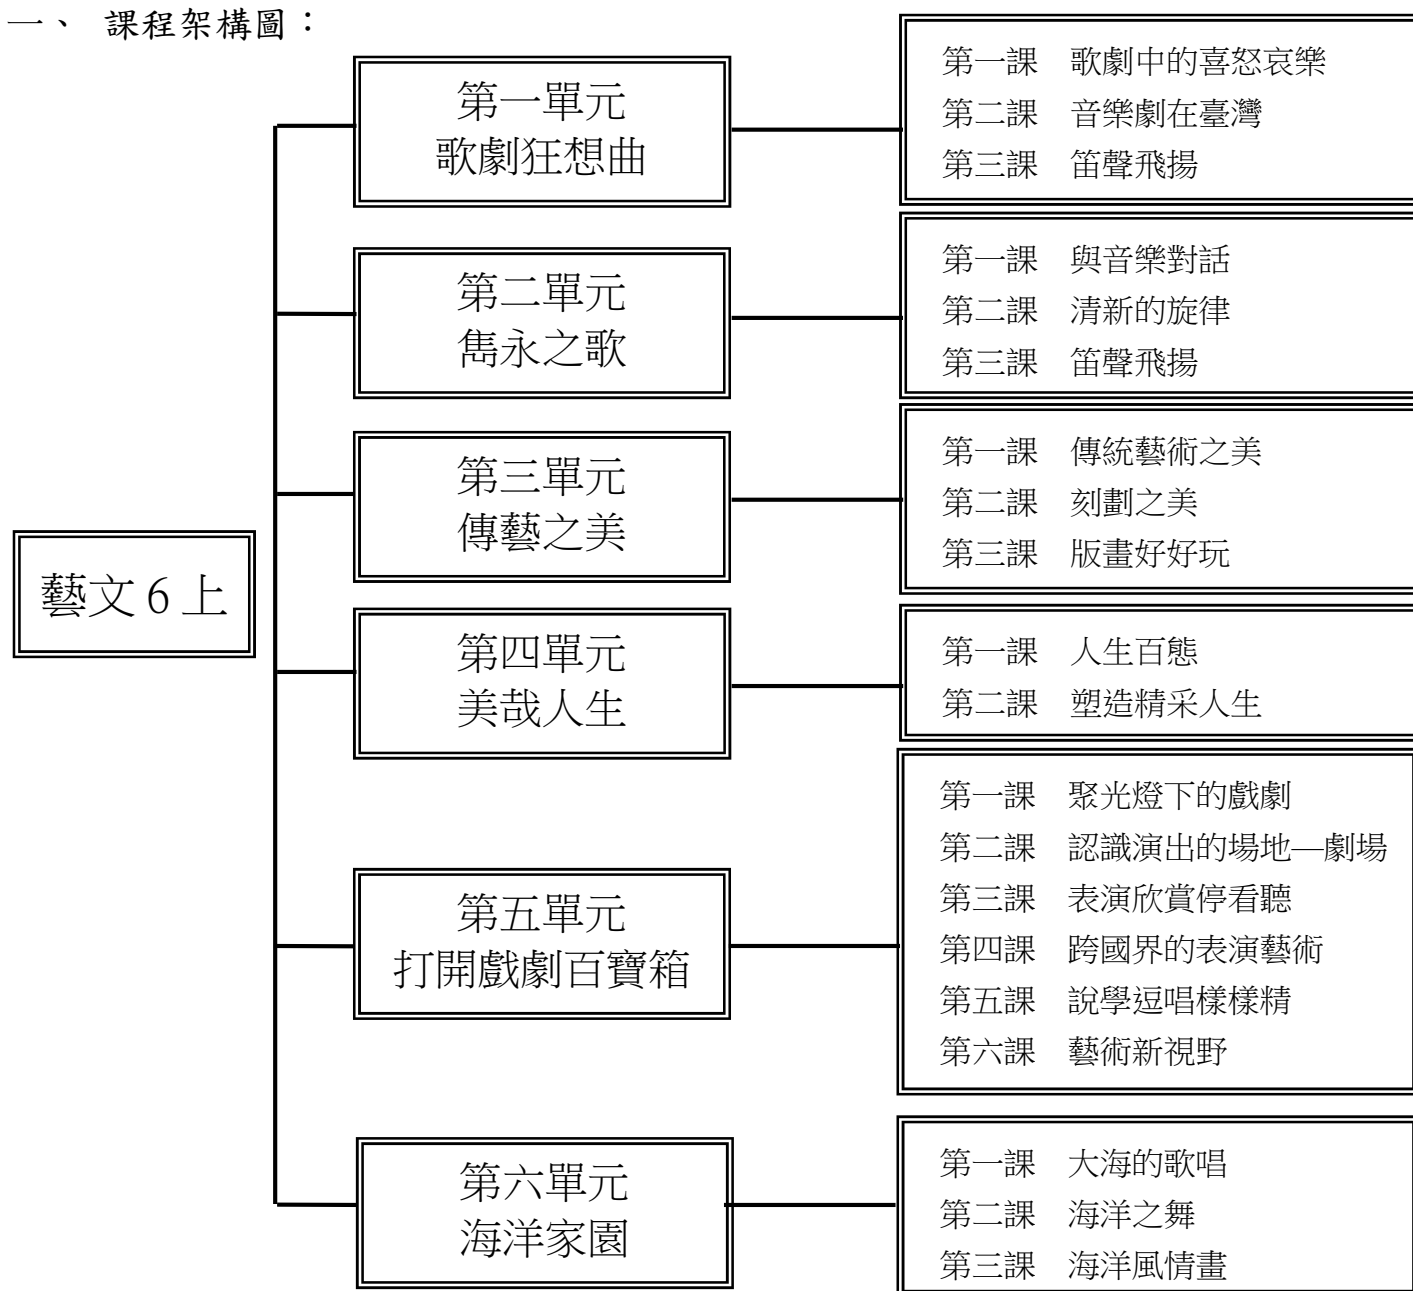 一、 課程架構圖：
藝文6上
第一單元
歌劇狂想曲
第一課 歌劇中的喜怒哀樂
第二課 音樂劇在臺灣
第三課 笛聲飛揚
第二單元
雋永之歌
第一課 與音樂對話
第二課 清新的旋律
第三課 笛聲飛揚
第三單元
傳藝之美
第一課 傳統藝術之美
第二課 刻劃之美
第三課 版畫好好玩
第四單元
美哉人生
第一課 人生百態
第二課 塑造精采人生
第五單元
打開戲劇百寶箱
第一課 聚光燈下的戲劇
第二課 認識演出的場地—劇場
第三課 表演欣賞停看聽
第四課 跨國界的表演藝術
第五課 說學逗唱樣樣精
第六課 藝術新視野
第六單元
海洋家園
第一課 大海的歌唱
第二課 海洋之舞
第三課 海洋風情畫